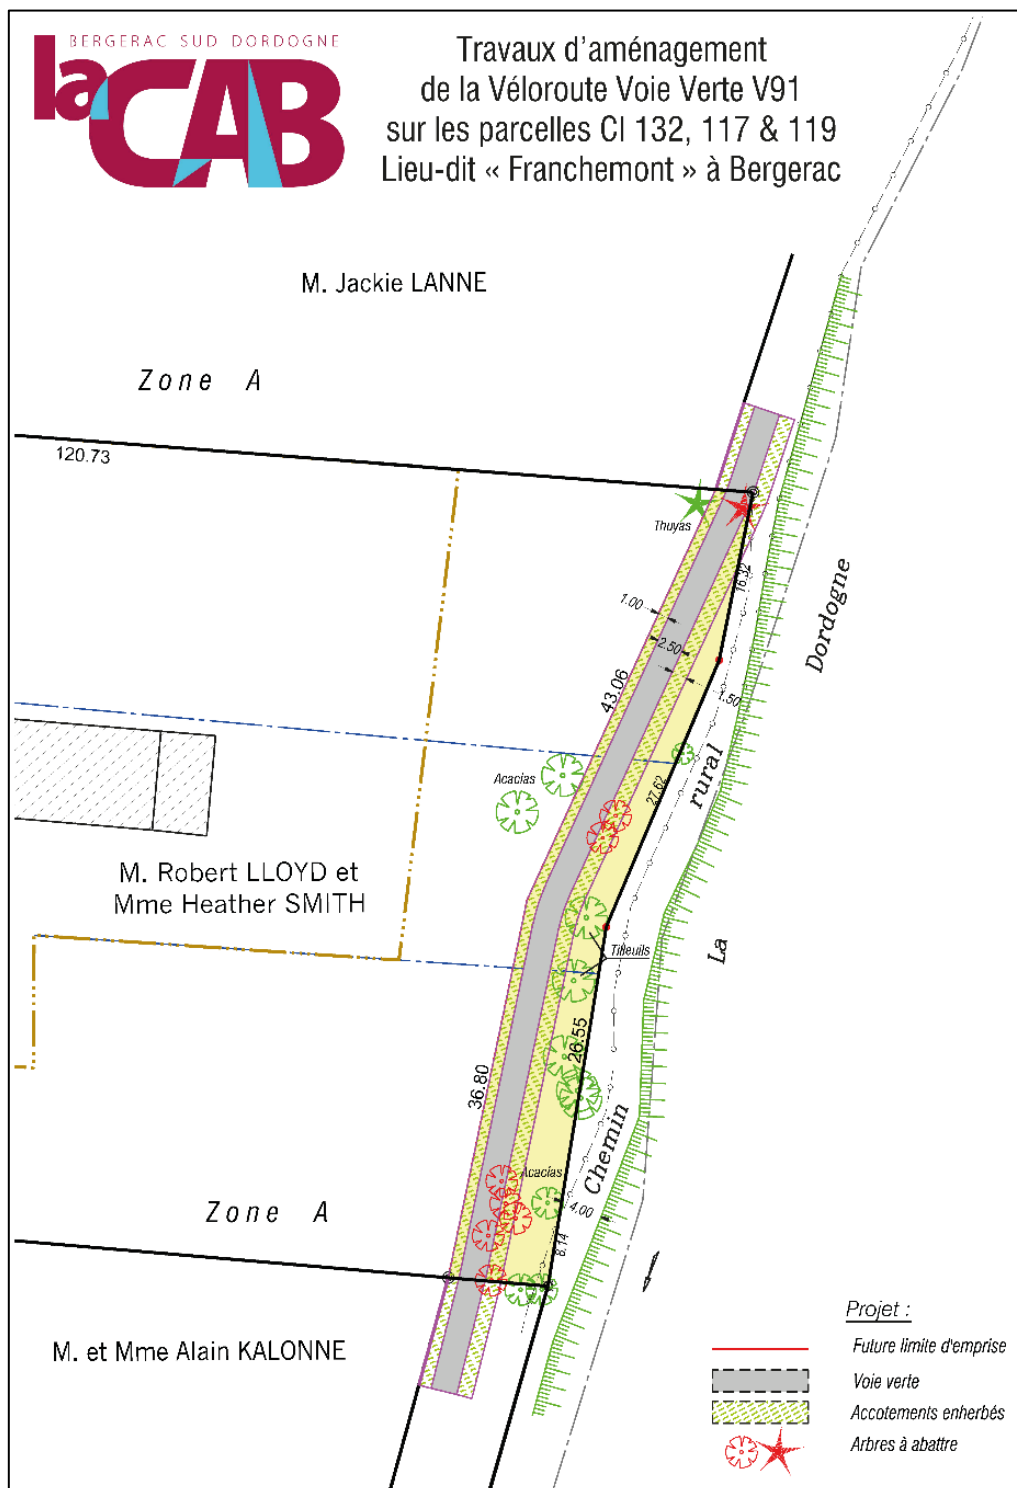 BERGERAC SUD DORDOGNE
la CAB
Travaux d'aménagement
de la Véloroute Voie Verte V91
sur les parcelles CI 132, 117 & 119
Lieu-dit « Franchemont » à Bergerac
M. Jackie LANNE
Zone A
120.73
Thuyas
16.32
1.00
2.50
1.50
43.06
Dordogne
Acacias
27.62
rural
M. Robert LLOYD et
Mme Heather SMITH
Tilleuls
La
26.55
36.80
Chemin
Acacias
4.00
Zone A
8.14
M. et Mme Alain KALONNE
Projet :
Future limite d'emprise
Voie verte
Accotements enherbés
Arbres à abattre